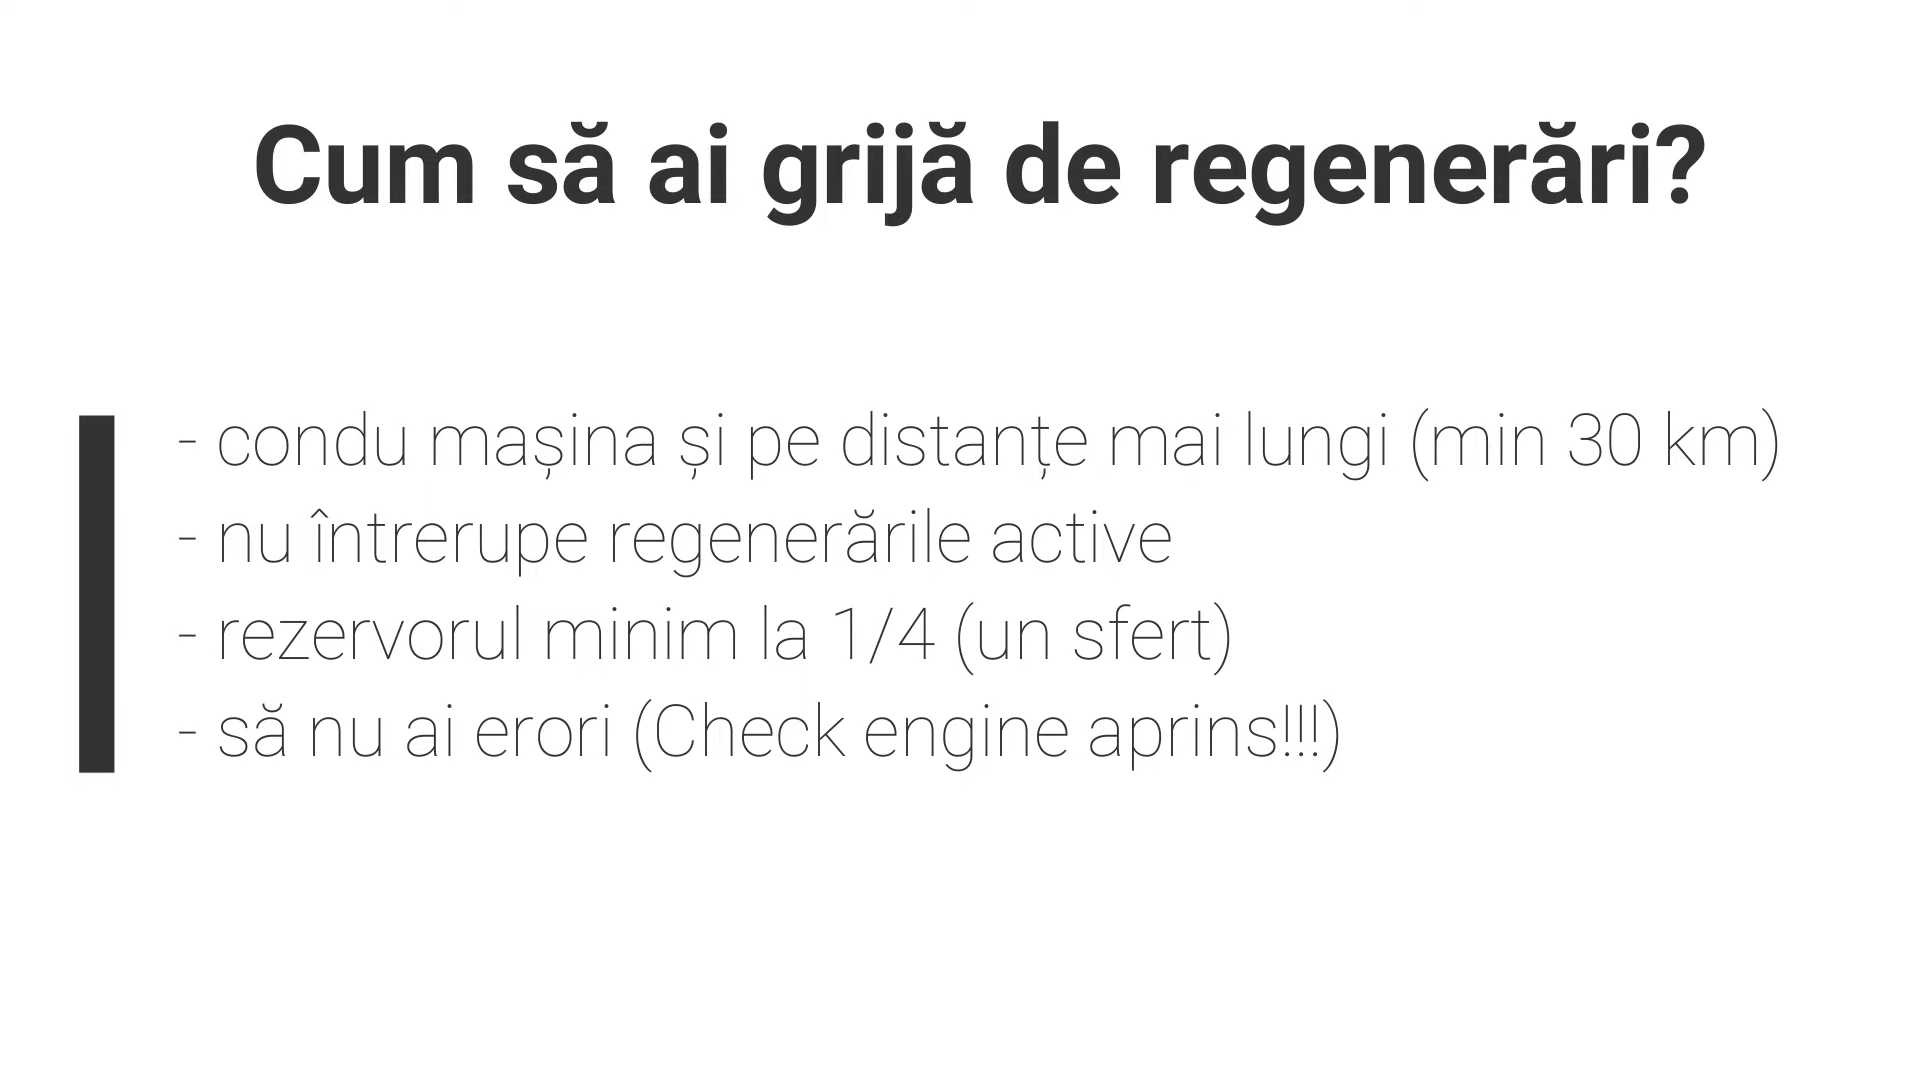 Cum să ai grijă de regenerări?
- condu mașina și pe distanțe mai lungi (min 30 km)
- nu întrerupe regenerările active
- rezervorul minim la 1/4 (un sfert)
- să nu ai erori (Check engine aprins!!!)